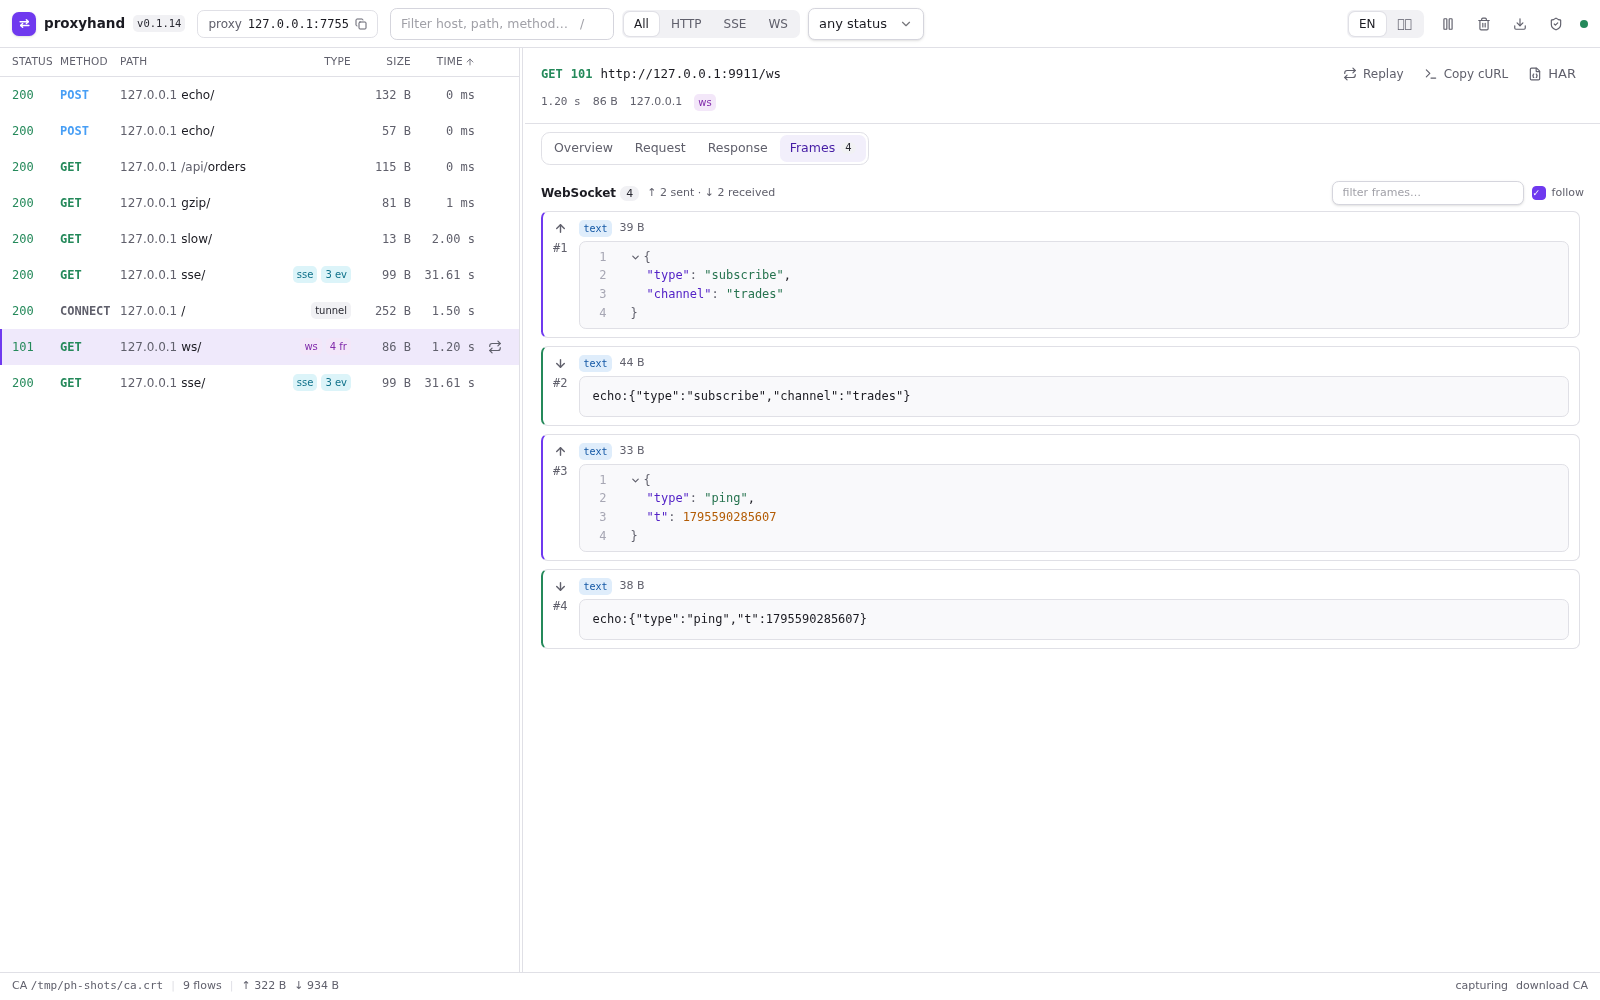 proxyhand v0.1.14 proxy 127.0.0.1:7755 Filter host, path, method... / All HTTP SSE WS any status EN
STATUS METHOD PATH TYPE SIZE TIME ↑
200 POST 127.0.0.1 echo/ 132 B 0 ms
200 POST 127.0.0.1 echo/ 57 B 0 ms
200 GET 127.0.0.1 /api/orders 115 B 0 ms
200 GET 127.0.0.1 gzip/ 81 B 1 ms
200 GET 127.0.0.1 slow/ 13 B 2.00 s
200 GET 127.0.0.1 sse/ sse 3 ev 99 B 31.61 s
200 CONNECT 127.0.0.1 / tunnel 252 B 1.50 s
101 GET 127.0.0.1 ws/ ws 4 fr 86 B 1.20 s
200 GET 127.0.0.1 sse/ sse 3 ev 99 B 31.61 s
GET 101 http://127.0.0.1:9911/ws Replay Copy cURL HAR
1.20 s 86 B 127.0.0.1 ws
Overview Request Response Frames 4
WebSocket 4 ↑ 2 sent · ↓ 2 received filter frames... follow
↑ text 39 B
#1
1 {
2 "type": "subscribe",
3 "channel": "trades"
4 }
↓ text 44 B
#2
echo:{"type":"subscribe","channel":"trades"}
↑ text 33 B
#3
1 {
2 "type": "ping",
3 "t": 1795590285607
4 }
↓ text 38 B
#4
echo:{"type":"ping","t":1795590285607}
CA /tmp/ph-shots/ca.crt | 9 flows | ↑ 322 B ↓ 934 B capturing download CA